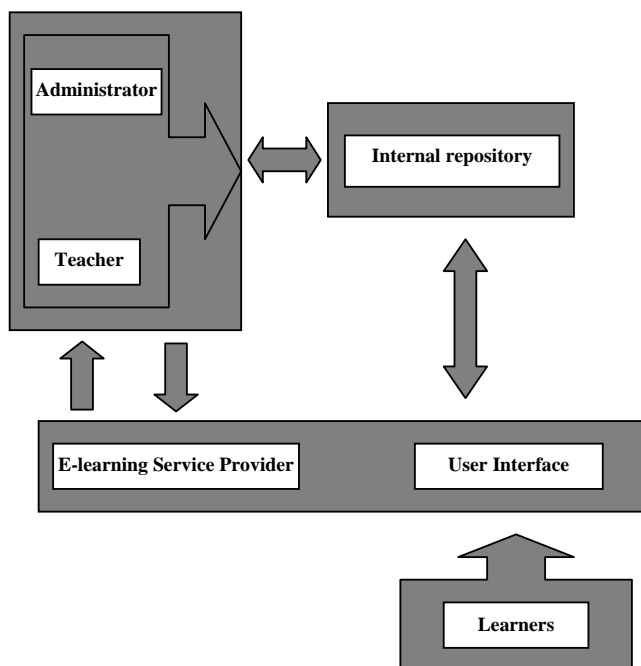 Administrator
Internal repository
Teacher
E-learning Service Provider
User Interface
Learners